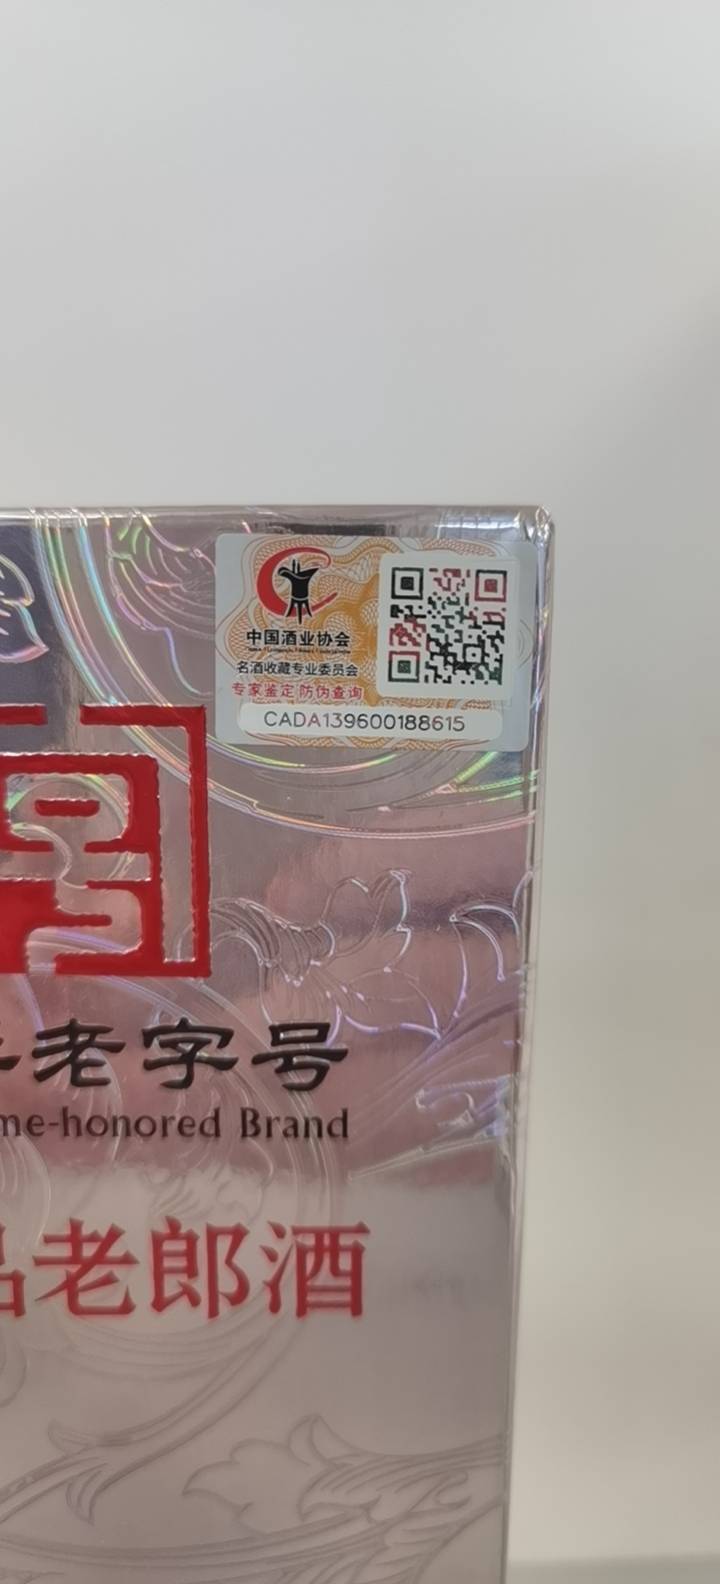 中国酒业协会
名酒收藏专业委员会
专家鉴定 防伪查询
CADA139600188615
老字号
me-honored Brand
品老郎酒